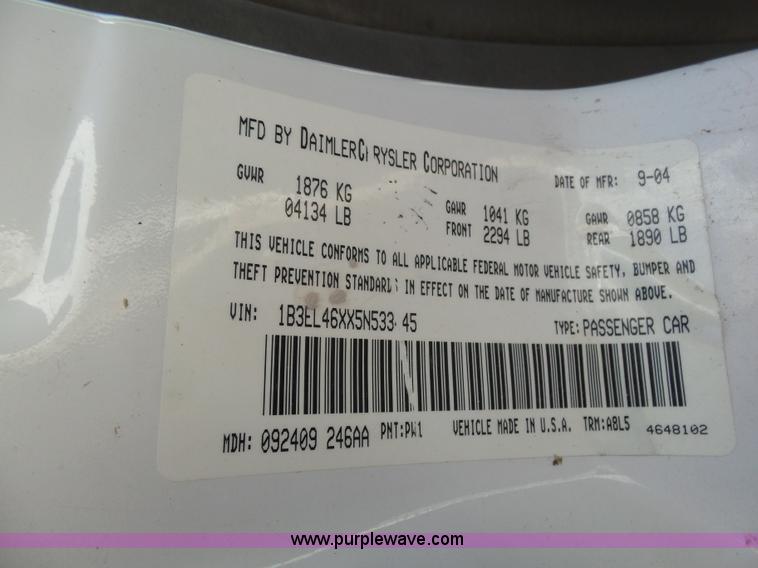 MFD BY DAIMLERCHRYSLER CORPORATION DATE OF MFR: 9-04
GVWR 1876 KG 04134 LB GAWR FRONT 1041 KG 2294 LB GAWR REAR 0858 KG 1890 LB
THIS VEHICLE CONFORMS TO ALL APPLICABLE FEDERAL MOTOR VEHICLE SAFETY, BUMPER AND
THEFT PREVENTION STANDARDS IN EFFECT ON THE DATE OF MANUFACTURE SHOWN ABOVE.
VIN: TYPE: PASSENGER CAR
MDH: 092409 246AA PNT:PW1 VEHICLE MADE IN U.S.A. TRM:A8L5 4648102
www.purplewave.com